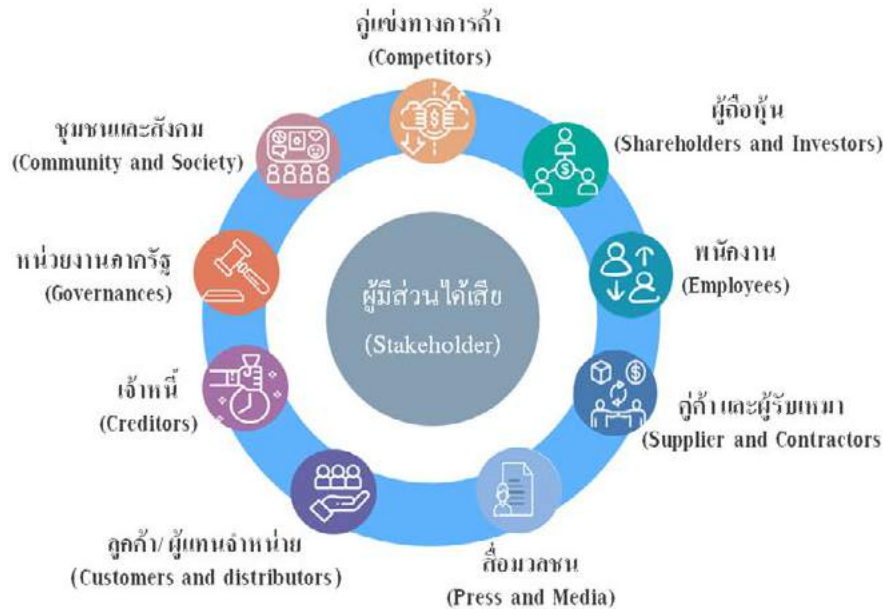 คู่แข่งทางการค้า
(Competitors)
ผู้ถือหุ้น
(Shareholders and Investors)
พนักงาน
(Employees)
คู่ค้าและผู้รับเหมา
(Supplier and Contractors
สื่อมวลชน
(Press and Media)
ลูกค้า/ ผู้แทนจำหน่าย
(Customers and distributors)
เจ้าหนี้
(Creditors)
หน่วยงานภาครัฐ
(Governances)
ชุมชนและสังคม
(Community and Society)
ผู้มีส่วนได้เสีย
(Stakeholder)